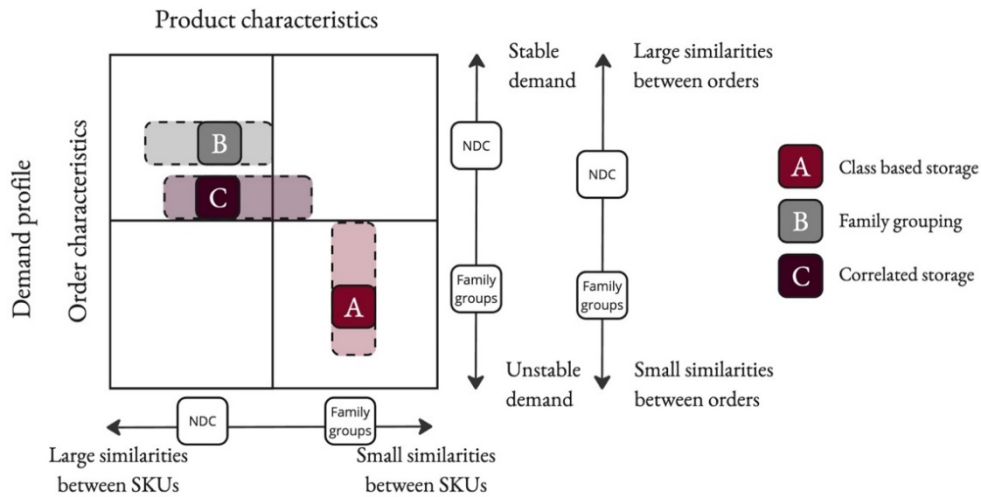 Product characteristics
Demand profile
Order characteristics
B
C
A
Stable
demand
NDC
Family
groups
Unstable
demand
Large similarities
between orders
NDC
Family
groups
Small similarities
between orders
A Class based storage
B Family grouping
C Correlated storage
NDC
Family
groups
Large similarities
between SKUs
Small similarities
between SKUs